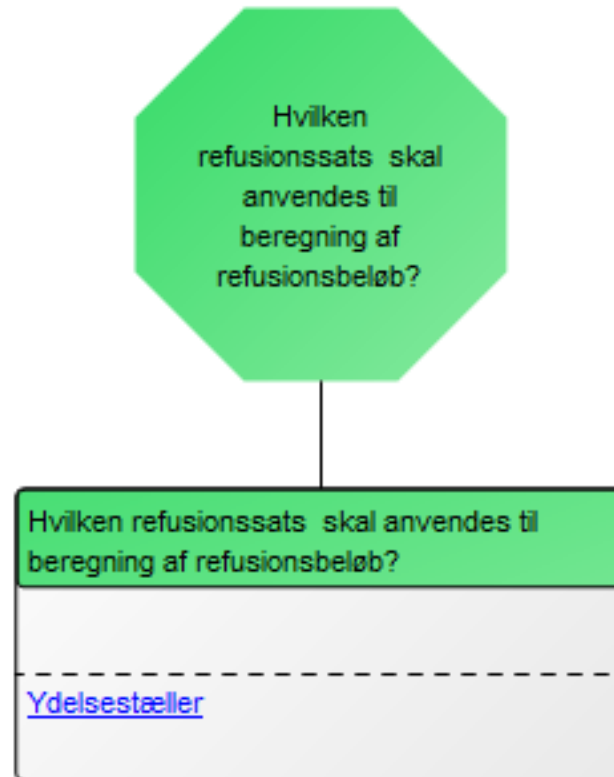 Hvilken
refusionssats  skal
anvendes til
beregning af
refusionsbeløb?
Hvilken refusionssats  skal anvendes til
beregning af refusionsbeløb?
Ydelsestæller